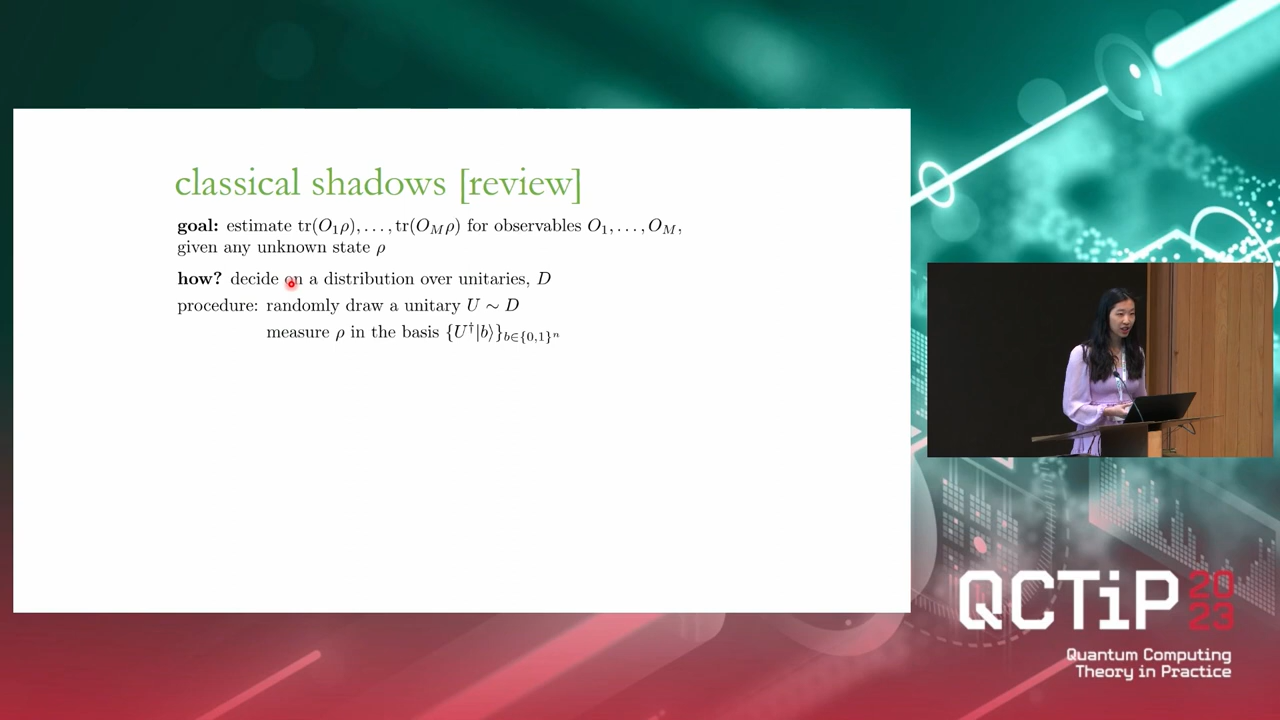 classical shadows [review]
goal: estimate tr(O₁ρ), . . . , tr(O_Mρ) for observables O₁, . . . , O_M,
given any unknown state ρ
how? decide on a distribution over unitaries, D
procedure: randomly draw a unitary U ∼ D
measure ρ in the basis {U†|b⟩}_{b∈{0,1}ⁿ}
QCTiP 20
23
Quantum Computing
Theory in Practice